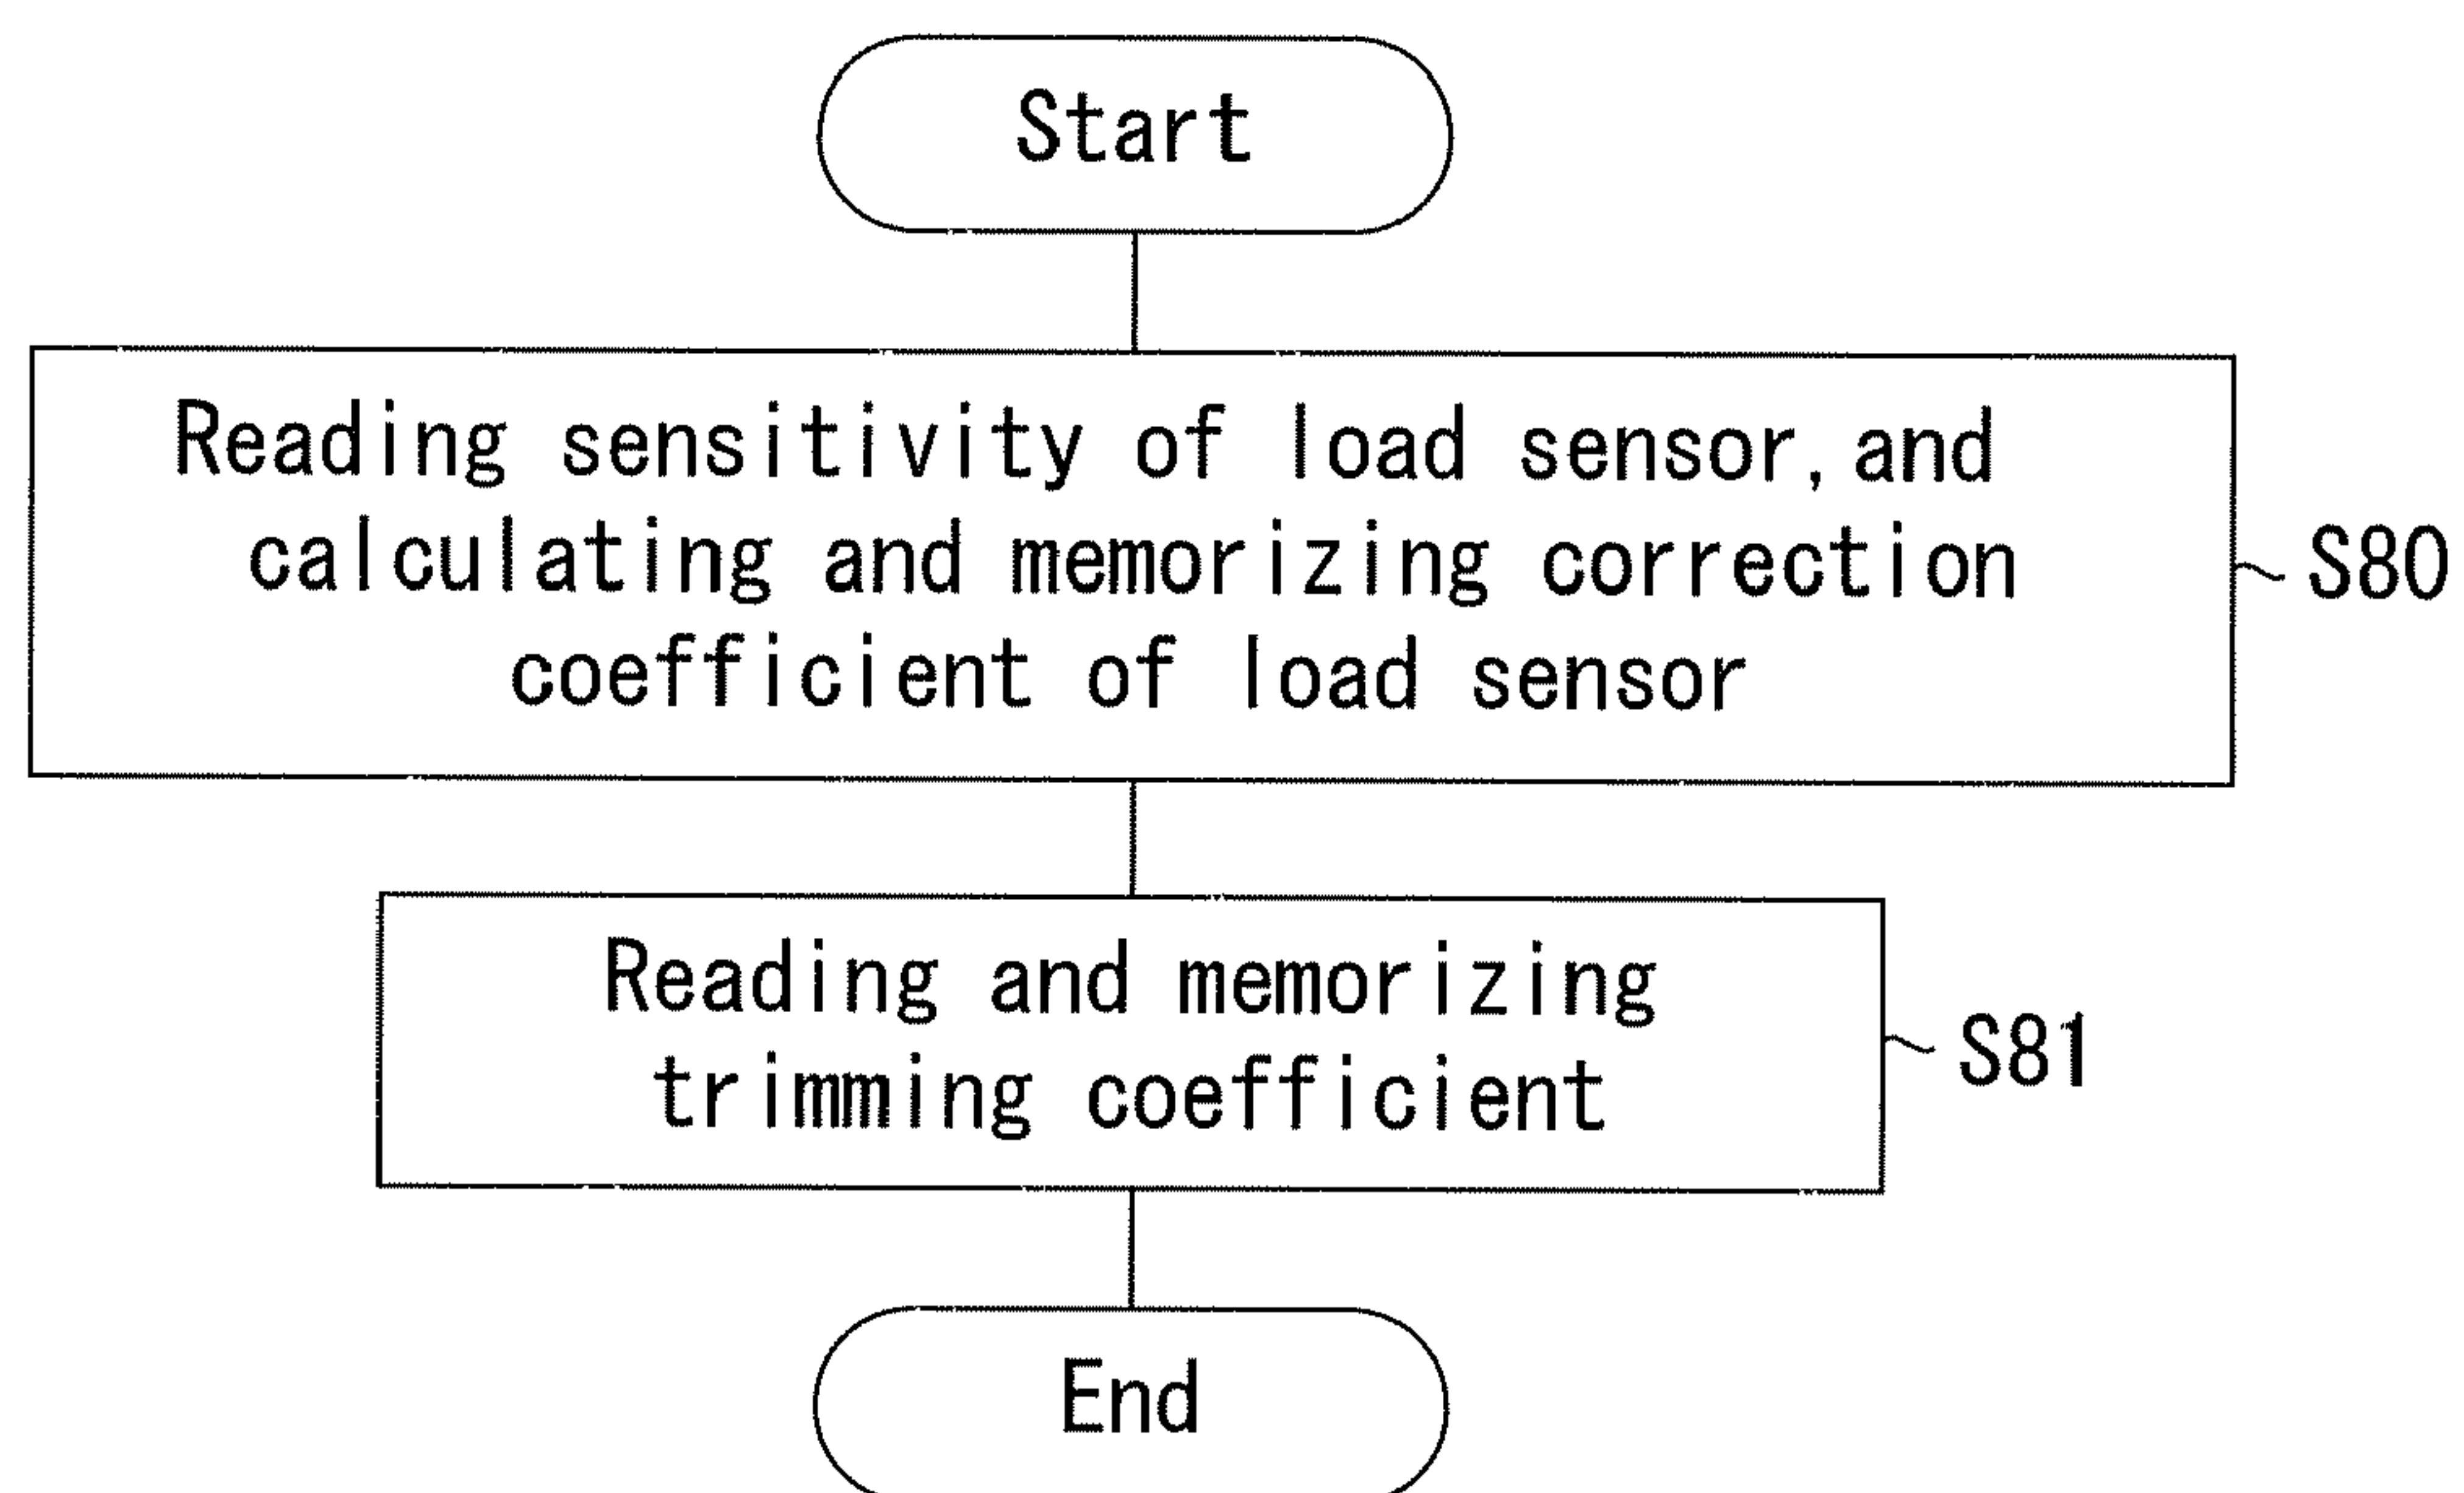 Start
Reading sensitivity of load sensor, and
calculating and memorizing correction
coefficient of load sensor
S80
Reading and memorizing
trimming coefficient
S81
End